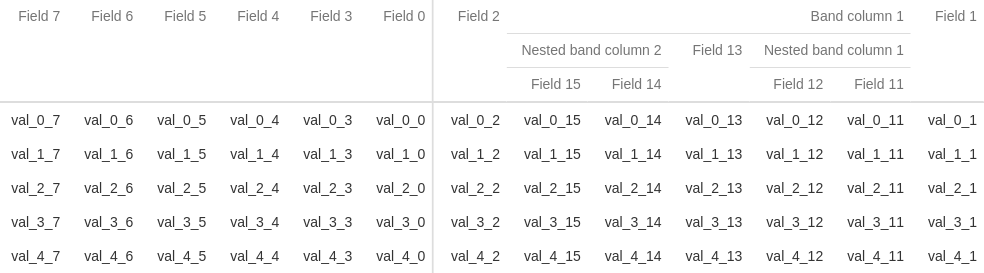 Field 7 Field 6 Field 5 Field 4 Field 3 Field 0 Field 2 Band column 1 Field 1
Nested band column 2 Field 13 Nested band column 1
Field 15 Field 14 Field 12 Field 11
val_0_7 val_0_6 val_0_5 val_0_4 val_0_3 val_0_0 val_0_2 val_0_15 val_0_14 val_0_13 val_0_12 val_0_11 val_0_1
val_1_7 val_1_6 val_1_5 val_1_4 val_1_3 val_1_0 val_1_2 val_1_15 val_1_14 val_1_13 val_1_12 val_1_11 val_1_1
val_2_7 val_2_6 val_2_5 val_2_4 val_2_3 val_2_0 val_2_2 val_2_15 val_2_14 val_2_13 val_2_12 val_2_11 val_2_1
val_3_7 val_3_6 val_3_5 val_3_4 val_3_3 val_3_0 val_3_2 val_3_15 val_3_14 val_3_13 val_3_12 val_3_11 val_3_1
val_4_7 val_4_6 val_4_5 val_4_4 val_4_3 val_4_0 val_4_2 val_4_15 val_4_14 val_4_13 val_4_12 val_4_11 val_4_1